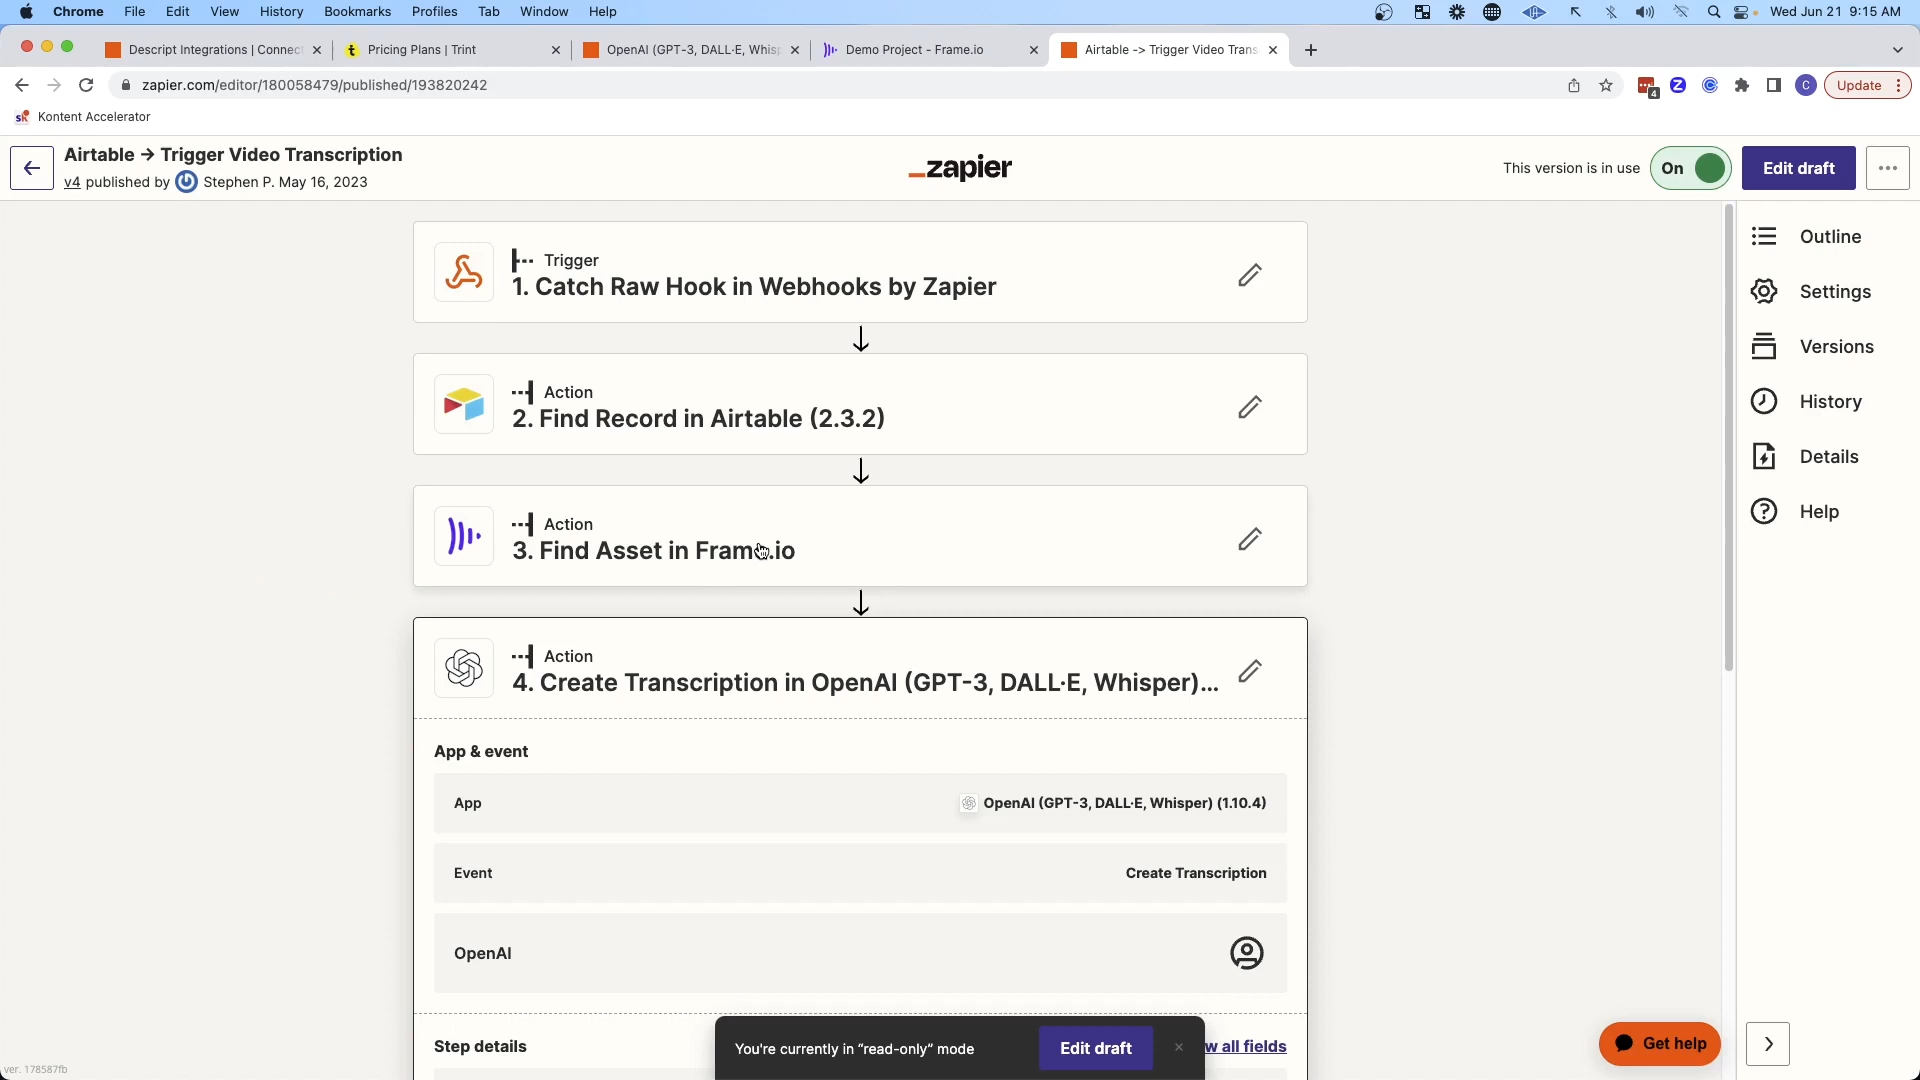 Chrome File Edit View History Bookmarks Profiles Tab Window Help Wed Jun 21 9:15 AM
Descript Integrations | Connect Pricing Plans | Trint OpenAI (GPT-3, DALL·E, Whisp Demo Project - Frame.io Airtable -> Trigger Video Trans
zapier.com/editor/180058479/published/193820242 4 C Update
sk Kontent Accelerator
Airtable → Trigger Video Transcription
v4 published by Stephen P. May 16, 2023
_zapier
This version is in use On Edit draft
Trigger
1. Catch Raw Hook in Webhooks by Zapier
Action
2. Find Record in Airtable (2.3.2)
Action
3. Find Asset in Frame.io
Action
4. Create Transcription in OpenAI (GPT-3, DALL·E, Whisper)...
App & event
App OpenAI (GPT-3, DALL·E, Whisper) (1.10.4)
Event Create Transcription
OpenAI
Step details w all fields
You're currently in “read-only” mode Edit draft
Outline
Settings
Versions
History
Details
Help
Get help
ver. 178587fb